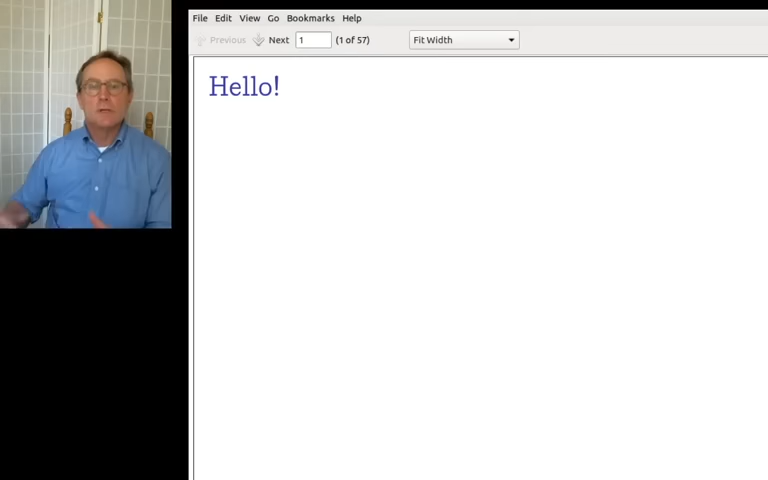 File Edit View Go Bookmarks Help
Previous Next 1 (1 of 57) Fit Width
Hello!